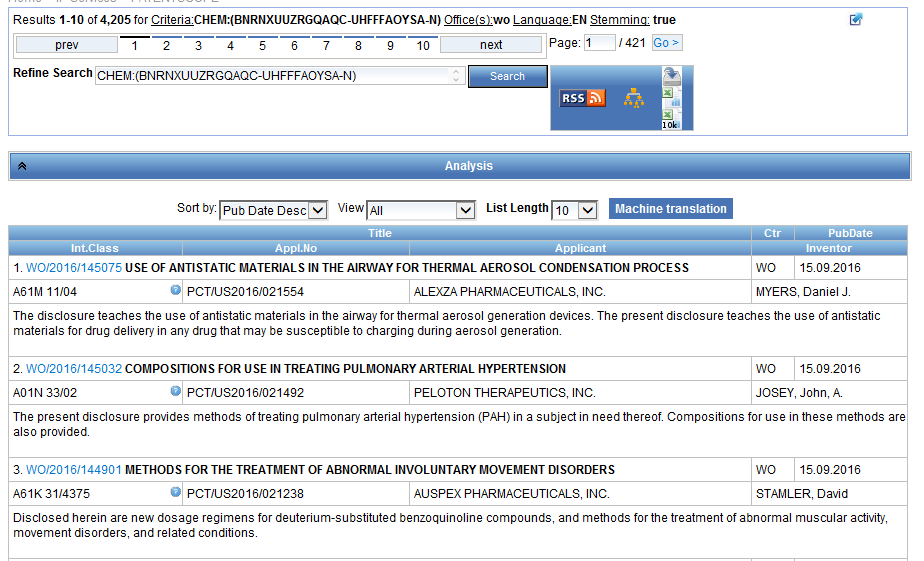 Results 1-10 of 4,205 for Criteria:CHEM:(BNRNXUUZRGQAQC-UHFFFAOYSA-N) Office(s):wo Language:EN Stemming: true
prev 1 2 3 4 5 6 7 8 9 10 next Page: 1 / 421 Go >
Refine Search CHEM:(BNRNXUUZRGQAQC-UHFFFAOYSA-N) Search
RSS
10k
Analysis
Sort by: Pub Date Desc View All List Length 10 Machine translation
Title Ctr PubDate
Int.Class Appl.No Applicant Inventor
1. WO/2016/145075 USE OF ANTISTATIC MATERIALS IN THE AIRWAY FOR THERMAL AEROSOL CONDENSATION PROCESS WO 15.09.2016
A61M 11/04 PCT/US2016/021554 ALEXZA PHARMACEUTICALS, INC. MYERS, Daniel J.
The disclosure teaches the use of antistatic materials in the airway for thermal aerosol generation devices. The present disclosure teaches the use of antistatic
materials for drug delivery in any drug that may be susceptible to charging during aerosol generation.
2. WO/2016/145032 COMPOSITIONS FOR USE IN TREATING PULMONARY ARTERIAL HYPERTENSION WO 15.09.2016
A01N 33/02 PCT/US2016/021492 PELOTON THERAPEUTICS, INC. JOSEY, John, A.
The present disclosure provides methods of treating pulmonary arterial hypertension (PAH) in a subject in need thereof. Compositions for use in these methods are
also provided.
3. WO/2016/144901 METHODS FOR THE TREATMENT OF ABNORMAL INVOLUNTARY MOVEMENT DISORDERS WO 15.09.2016
A61K 31/4375 PCT/US2016/021238 AUSPEX PHARMACEUTICALS, INC. STAMLER, David
Disclosed herein are new dosage regimens for deuterium-substituted benzoquinoline compounds, and methods for the treatment of abnormal muscular activity,
movement disorders, and related conditions.